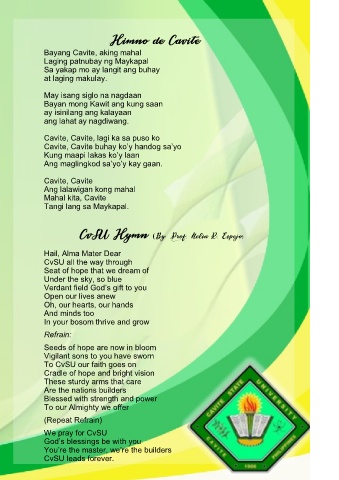 Himno de Cavite
Bayang Cavite, aking mahal
Laging patnubay ng Maykapal
Sa yakap mo ay langit ang buhay
at laging makulay.
May isang siglo na nagdaan
Bayan mong Kawit ang kung saan
ay isinilang ang kalayaan
ang lahat ay nagdiwang.
Cavite, Cavite, lagi ka sa puso ko
Cavite, Cavite buhay ko'y handog sa'yo
Kung maapi lakas ko'y laan
Ang maglingkod sa'yo'y kay gaan.
Cavite, Cavite
Ang lalawigan kong mahal
Mahal kita, Cavite
Tangi lang sa Maykapal.
CvSU Hymn (By: Prof.
Hail, Alma Mater Dear
CvSU all the way through
Seat of hope that we dream of
Under the sky, so blue
Verdant field God's gift to you
Open our lives anew
Oh, our hearts, our hands
And minds too
In your bosom thrive and grow
Refrain:
Seeds of hope are now in bloom
Vigilant sons to you have sworn
To CvSU our faith goes on
Cradle of hope and bright vision
These sturdy arms that care
Are the nations builders
Blessed with strength and power
To our Almighty we offer
(Repeat Refrain)
We pray for CvSU
God's blessings be with you
You're the master, we're the builders
CvSU leads forever.
CAVITE STATE UNIVERSITY
CAVITE
PHILIPPINES
1906